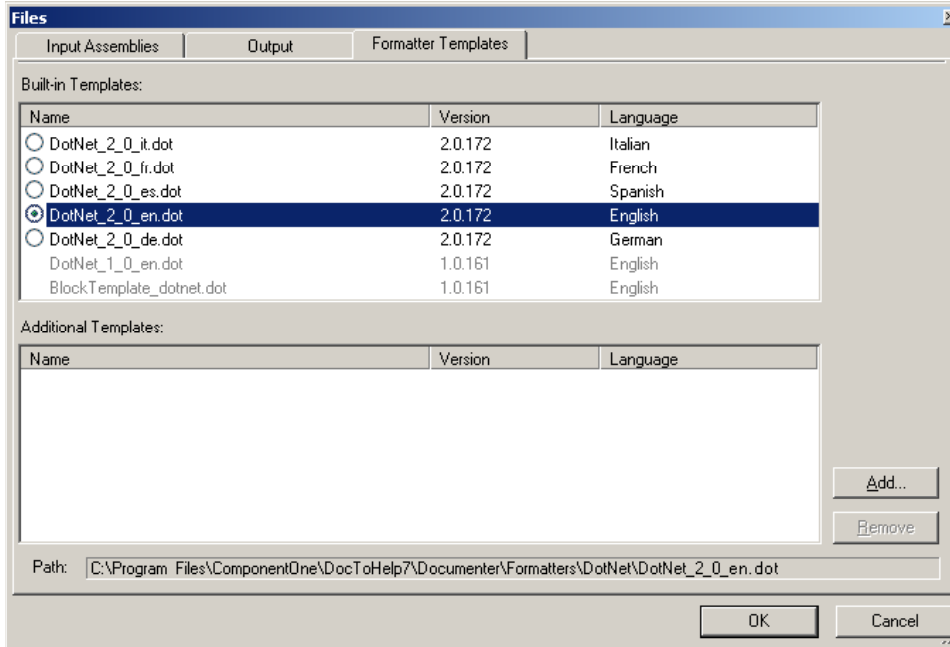 Files
Input Assemblies Output Formatter Templates
Built-in Templates:
Name Version Language
DotNet_2_0_it.dot 2.0.172 Italian
DotNet_2_0_fr.dot 2.0.172 French
DotNet_2_0_es.dot 2.0.172 Spanish
DotNet_2_0_en.dot 2.0.172 English
DotNet_2_0_de.dot 2.0.172 German
DotNet_1_0_en.dot 1.0.161 English
BlockTemplate_dotnet.dot 1.0.161 English
Additional Templates:
Name Version Language
Add...
Remove
Path: C:\Program Files\ComponentOne\DocToHelp7\Documenter\Formatters\DotNet\DotNet_2_0_en.dot
OK Cancel